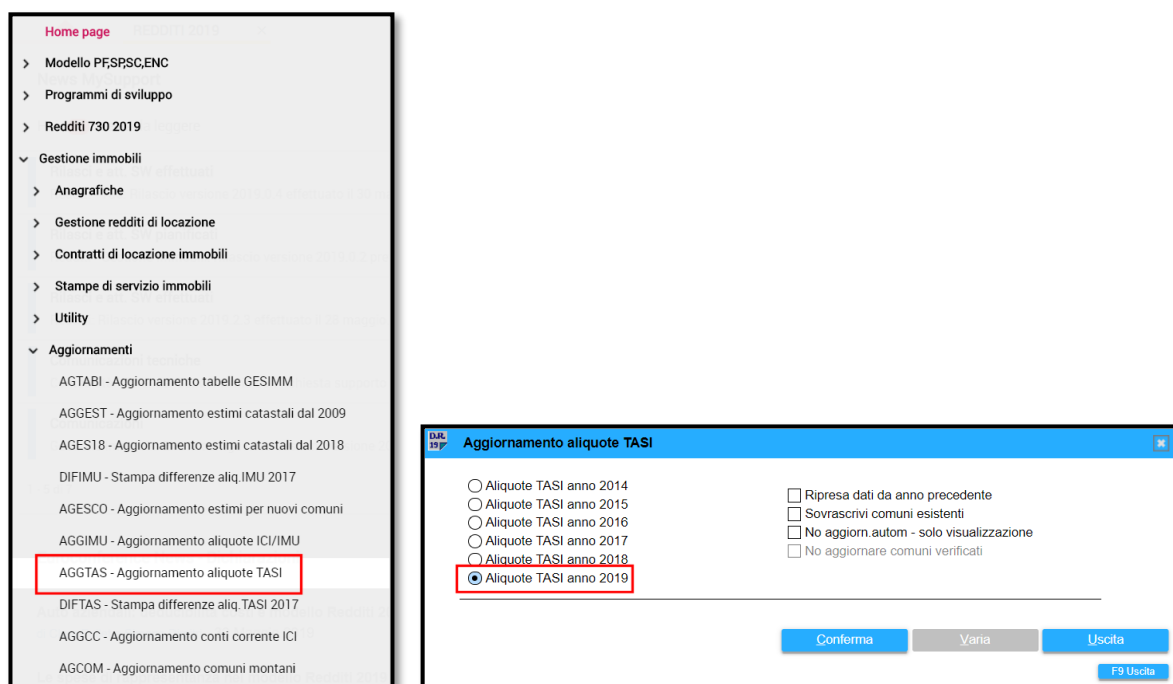 Home page
REDDITI 2019
Modello PF,SP,SC,ENC
News MySupport
Programmi di sviluppo
Redditi 730 2019
Gestione immobili
Anagrafiche
Gestione redditi di locazione
Contratti di locazione immobili
Stampe di servizio immobili
Utility
Aggiornamenti
AGTABI - Aggiornamento tabelle GESIMM
AGGEST - Aggiornamento estimi catastali dal 2009
AGES18 - Aggiornamento estimi catastali dal 2018
DIFIMU - Stampa differenze aliq.IMU 2017
AGESCO - Aggiornamento estimi per nuovi comuni
AGGIMU - Aggiornamento aliquote ICI/IMU
AGGTAS - Aggiornamento aliquote TASI
DIFTAS - Stampa differenze aliq.TASI 2017
AGGCC - Aggiornamento conti corrente ICI
AGCOM - Aggiornamento comuni montani
D.R.
19
Aggiornamento aliquote TASI
Aliquote TASI anno 2014
Aliquote TASI anno 2015
Aliquote TASI anno 2016
Aliquote TASI anno 2017
Aliquote TASI anno 2018
Aliquote TASI anno 2019
Ripresa dati da anno precedente
Sovrascrivi comuni esistenti
No aggiorn.autom - solo visualizzazione
No aggiornare comuni verificati
Conferma
Varia
Uscita
F9 Uscita